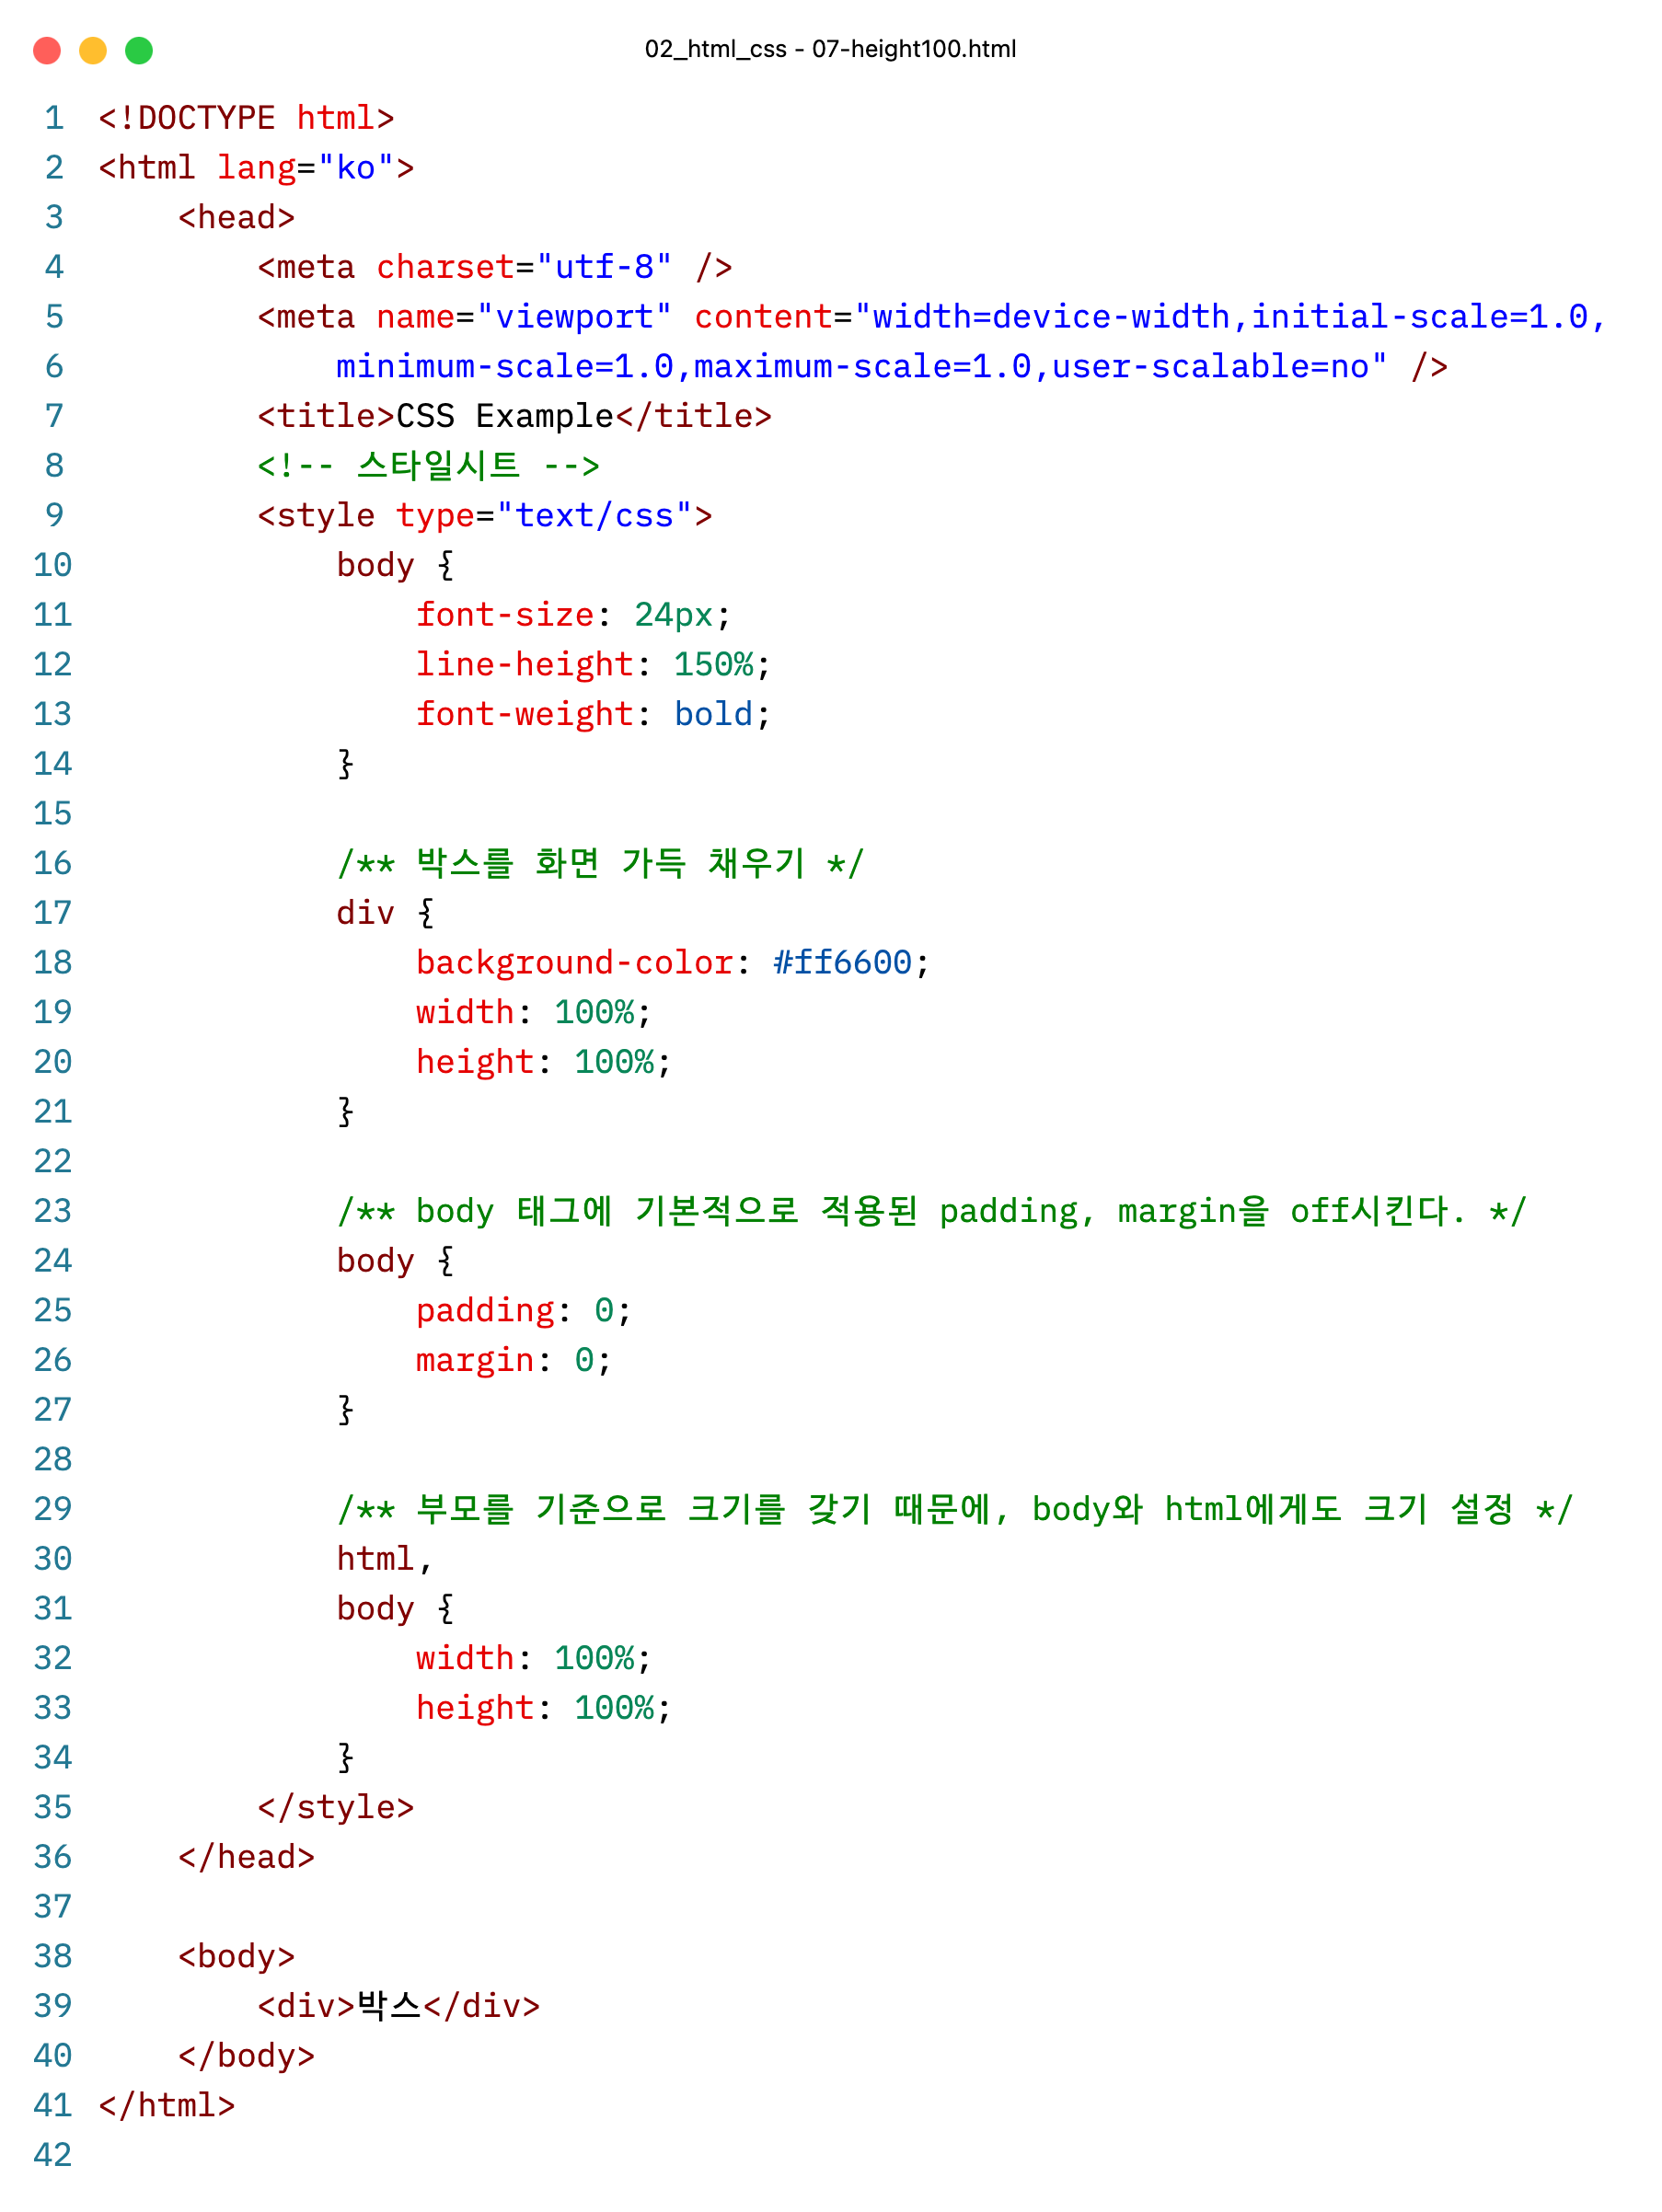 02_html_css - 07-height100.html
1 <!DOCTYPE html>
2 <html lang="ko">
3     <head>
4         <meta charset="utf-8" />
5         <meta name="viewport" content="width=device-width,initial-scale=1.0,
6             minimum-scale=1.0,maximum-scale=1.0,user-scalable=no" />
7         <title>CSS Example</title>
8         <!-- 스타일시트 -->
9         <style type="text/css">
10             body {
11                 font-size: 24px;
12                 line-height: 150%;
13                 font-weight: bold;
14             }
15
16             /** 박스를 화면 가득 채우기 */
17             div {
18                 background-color: #ff6600;
19                 width: 100%;
20                 height: 100%;
21             }
22
23             /** body 태그에 기본적으로 적용된 padding, margin을 off시킨다. */
24             body {
25                 padding: 0;
26                 margin: 0;
27             }
28
29             /** 부모를 기준으로 크기를 갖기 때문에, body와 html에게도 크기 설정 */
30             html,
31             body {
32                 width: 100%;
33                 height: 100%;
34             }
35         </style>
36     </head>
37
38     <body>
39         <div>박스</div>
40     </body>
41 </html>
42